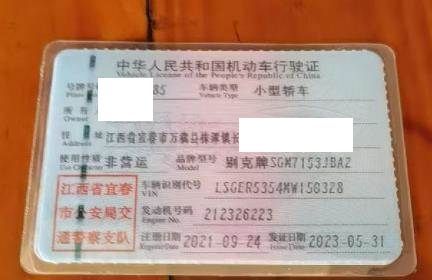 中华人民共和国机动车行驶证
Vehicle License of the People's Republic of China
号牌号码 85 车辆类型 小型轿车
Plate No. Vehicle Type
所有
Owner
住 址 江西省宜春市万载县株潭镇长
Address
使用性质 非营运 品牌型号 别克牌SGM7153JBA2
Use Character Model
江西省宜春 车辆识别代号 LSGER5354MW150328
VIN
市公安局交 发动机号码 212326223
Engine No.
通警察支队 注册日期 2021-09-24 发证日期 2023-05-31
Register Date Issue Date